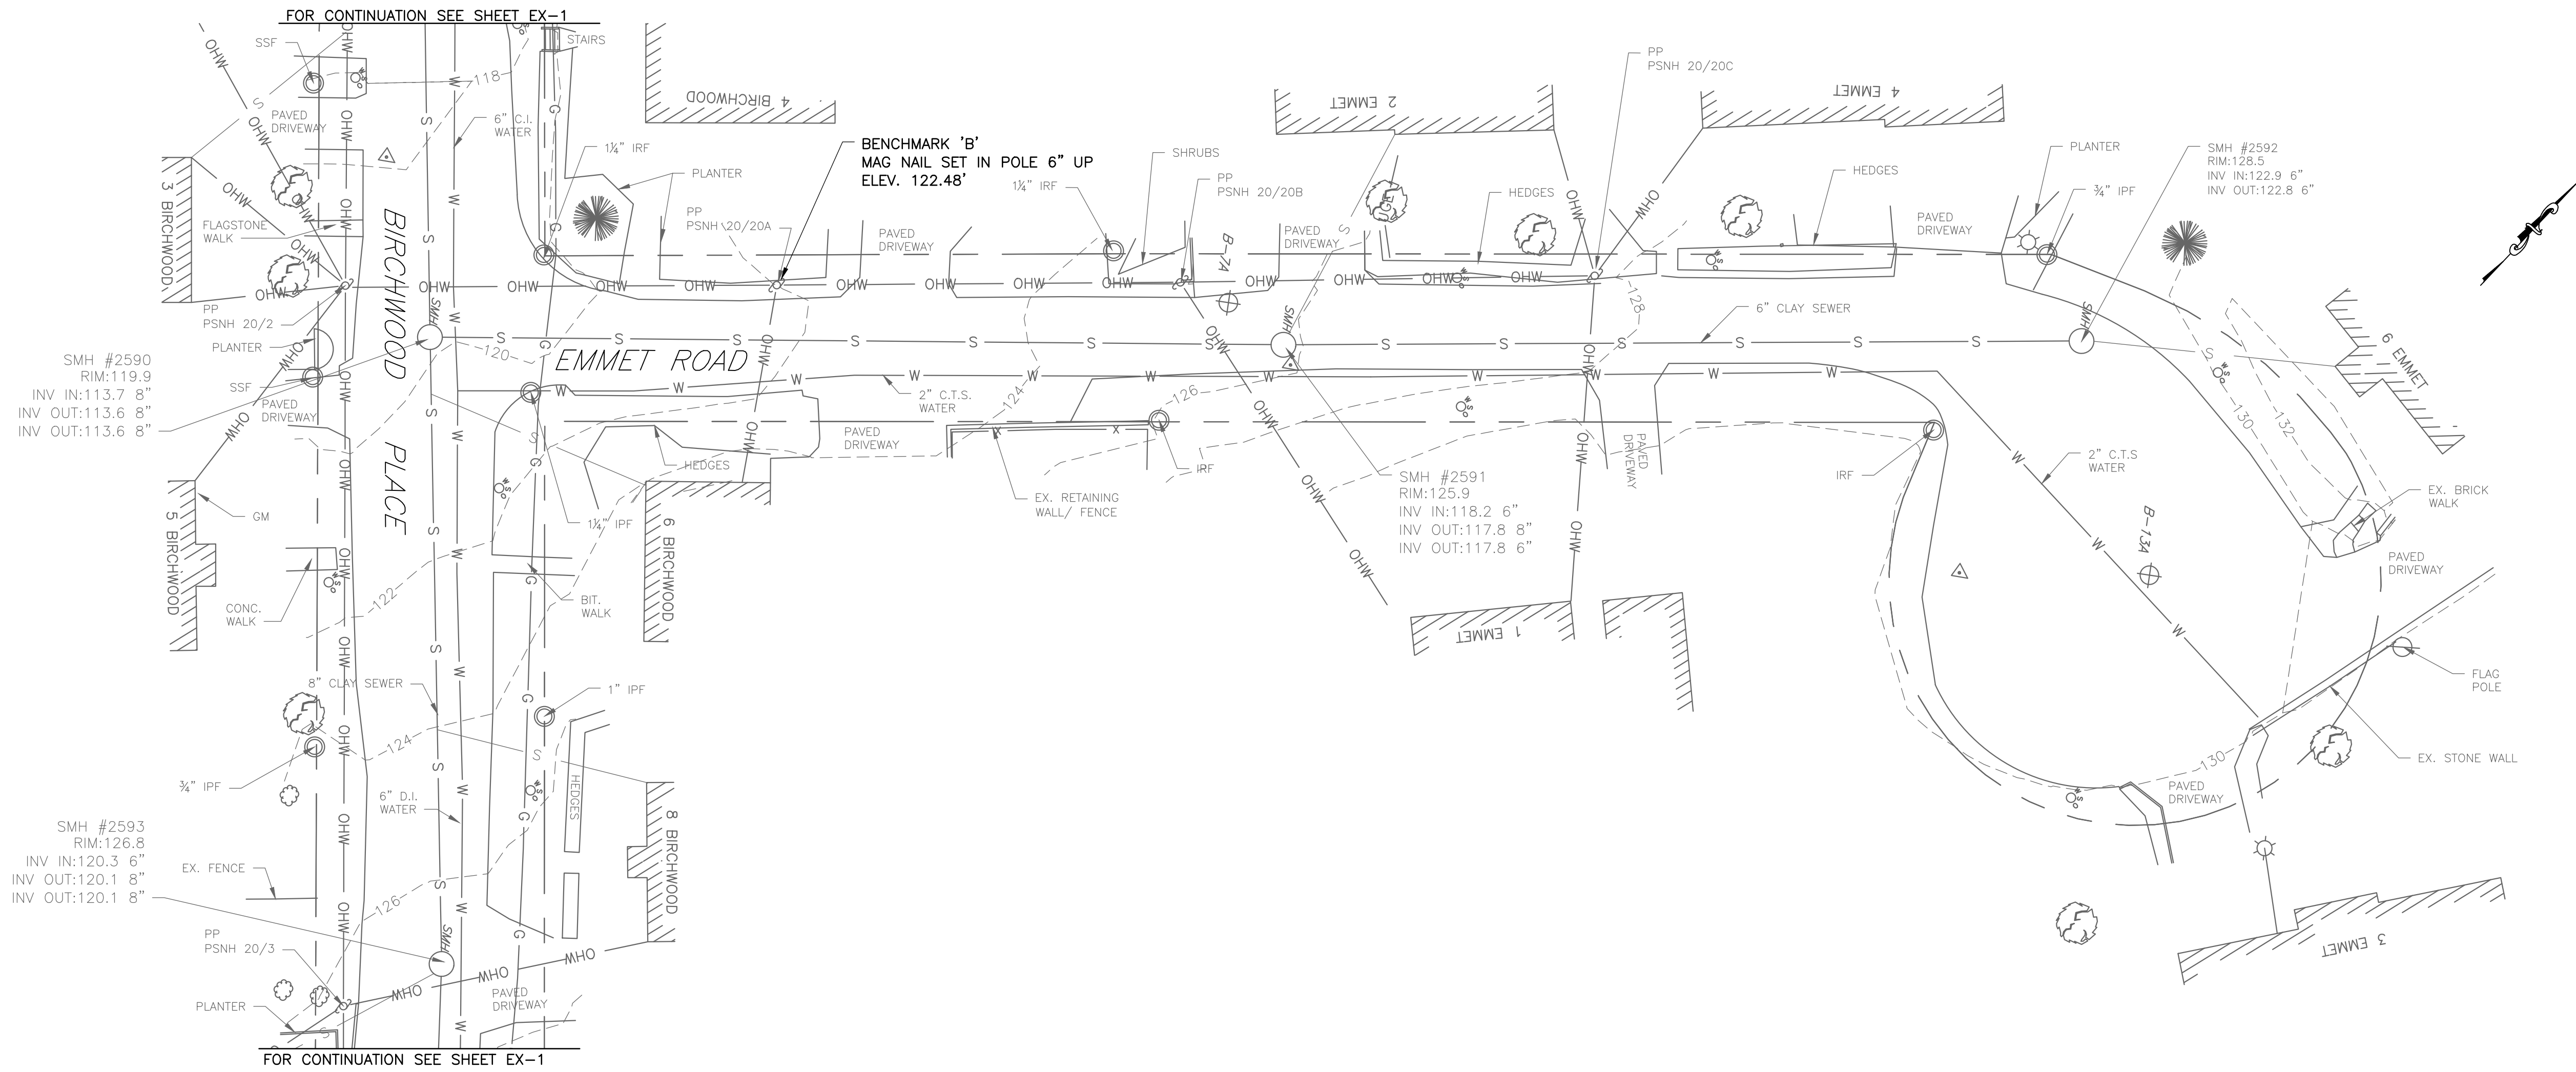 FOR CONTINUATION SEE SHEET EX-1
SSF
STAIRS
PAVED
DRIVEWAY
6" C.I.
WATER
118
4 BIRCHWOOD
1¼" IRF
BENCHMARK 'B'
MAG NAIL SET IN POLE 6" UP
ELEV. 122.48'
PLANTER
PP
PSNH 20/20A
3 BIRCHWOOD
FLAGSTONE
WALK
PP
PSNH 20/2
PLANTER
SSF
PAVED
DRIVEWAY
SMH #2590
RIM:119.9
INV IN:113.7 8"
INV OUT:113.6 8"
INV OUT:113.6 8"
BIRCHWOOD PLACE
SMH
120
EMMET ROAD
PAVED
DRIVEWAY
1¼" IRF
SHRUBS
PP
PSNH 20/20B
B-7A
2 EMMET
PAVED
DRIVEWAY
HEDGES
PP
PSNH 20/20C
4 EMMET
HEDGES
PAVED
DRIVEWAY
PLANTER
¾" IPF
SMH #2592
RIM:128.5
INV IN:122.9 6"
INV OUT:122.8 6"
SMH
128
6" CLAY SEWER
SMH
6 EMMET
130
132
2" C.T.S.
WATER
124
126
PAVED
DRIVEWAY
HEDGES
EX. RETAINING
WALL/ FENCE
IRF
SMH #2591
RIM:125.9
INV IN:118.2 6"
INV OUT:117.8 8"
INV OUT:117.8 6"
PAVED
DRIVEWAY
IRF
2" C.T.S
WATER
EX. BRICK
WALK
B-13A
PAVED
DRIVEWAY
GM
5 BIRCHWOOD
1¼" IPF
6 BIRCHWOOD
CONC.
WALK
122
BIT.
WALK
1 EMMET
FLAG
POLE
EX. STONE WALL
8" CLAY SEWER
1" IPF
124
¾" IPF
130
PAVED
DRIVEWAY
6" D.I.
WATER
HEDGES
8 BIRCHWOOD
SMH #2593
RIM:126.8
INV IN:120.3 6"
INV OUT:120.1 8"
INV OUT:120.1 8"
EX. FENCE
126
SMH
PP
PSNH 20/3
PLANTER
PAVED
DRIVEWAY
3 EMMET
FOR CONTINUATION SEE SHEET EX-1